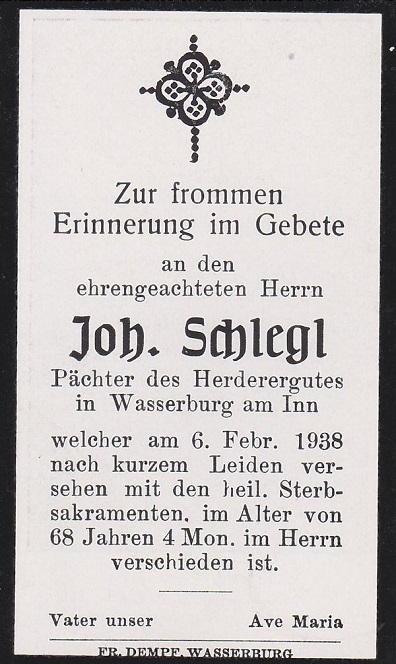 Zur frommen
Erinnerung im Gebete
an den
ehrengeachteten Herrn
Joh. Schlegl
Pächter des Herderergutes
in Wasserburg am Inn
welcher am 6. Febr. 1938
nach kurzem Leiden ver-
sehen mit den heil. Sterb-
sakramenten, im Alter von
68 Jahren 4 Mon. im Herrn
verschieden ist.
Vater unser Ave Maria
FR. DEMPF, WASSERBURG